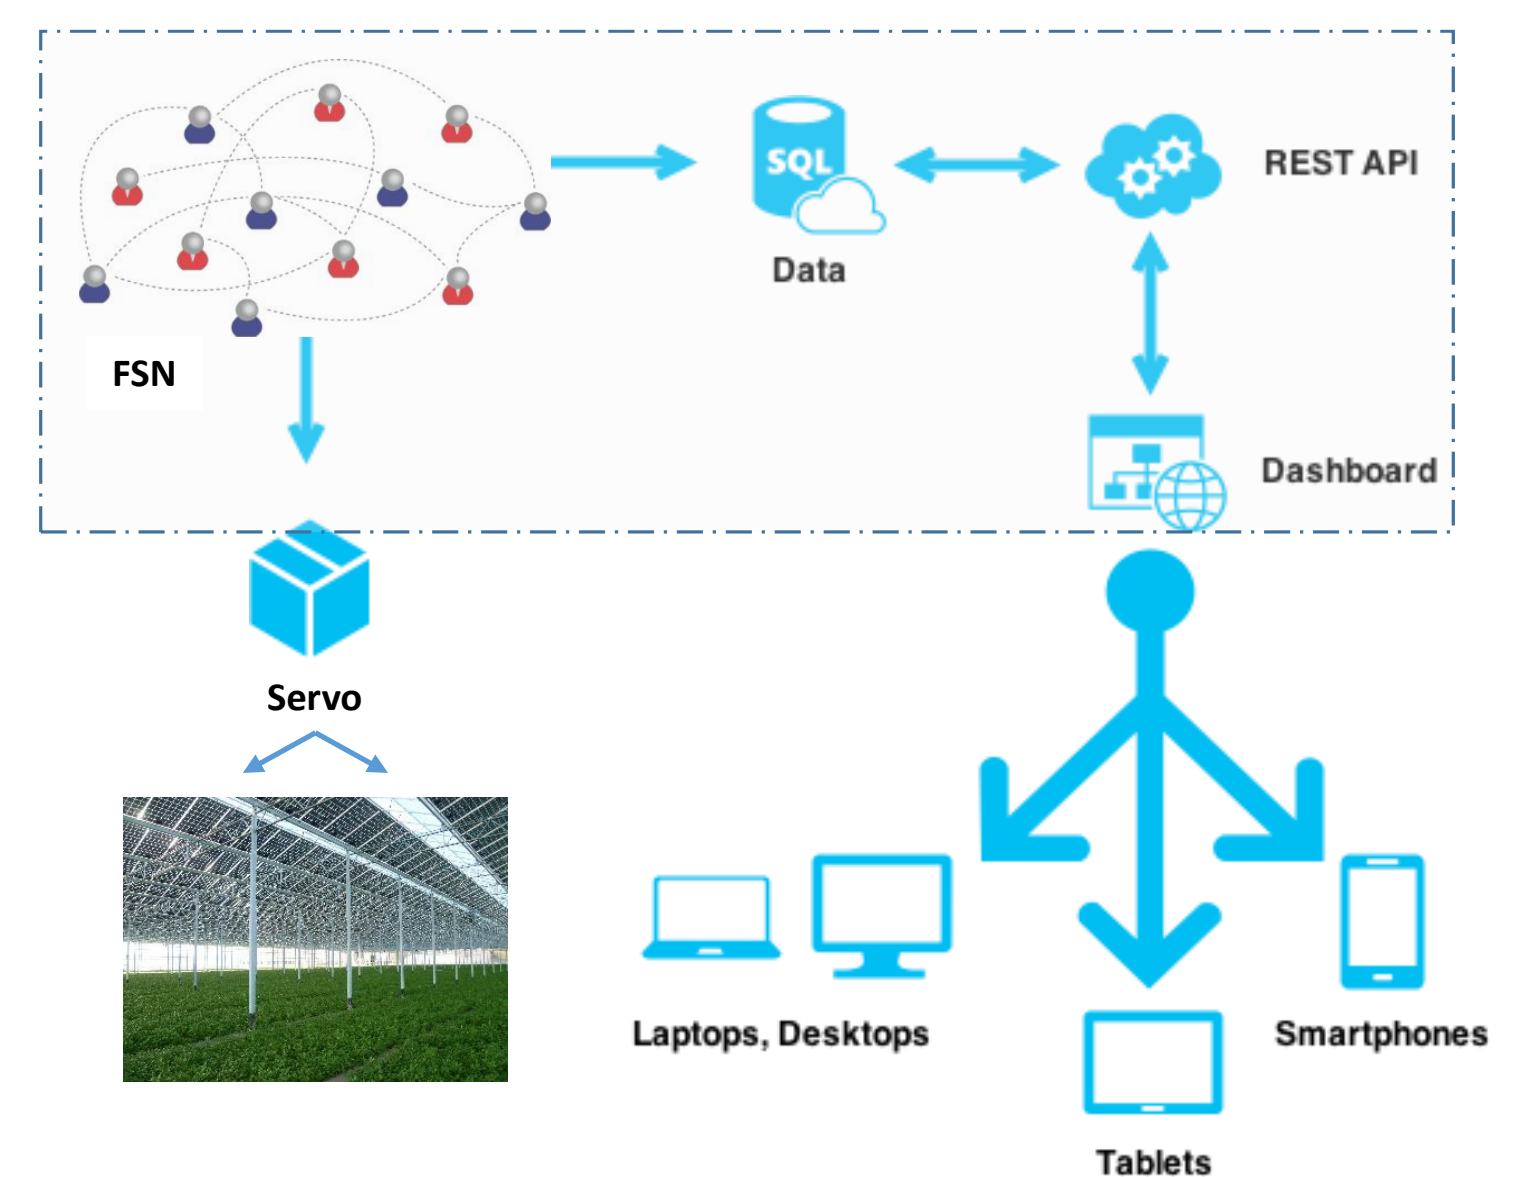 SQL
REST API
Data
FSN
Dashboard
Servo
Laptops, Desktops
Smartphones
Tablets